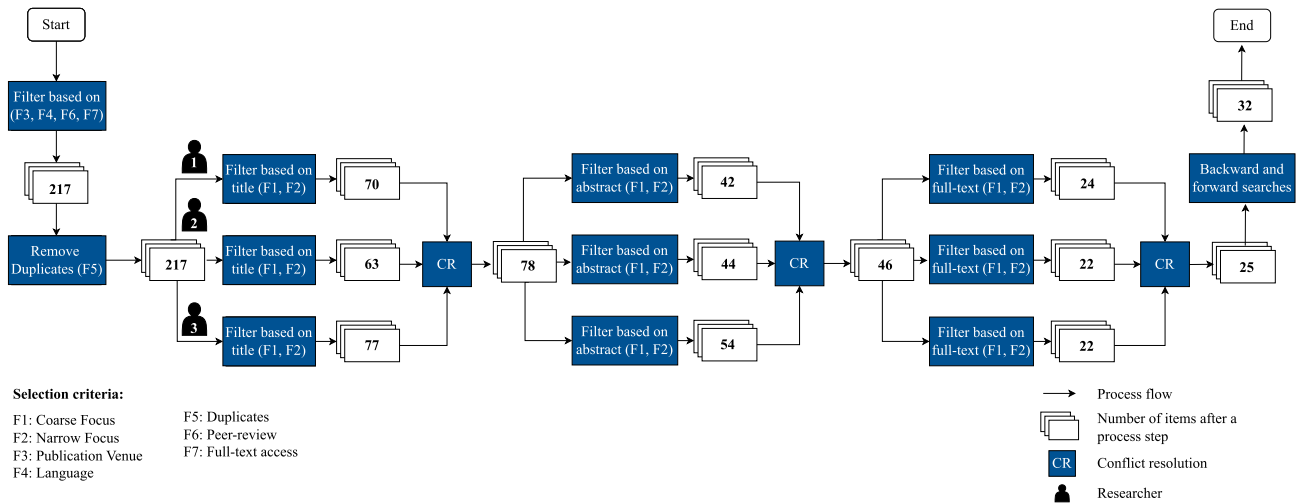 Start
Filter based on
(F3, F4, F6, F7)
217
Remove
Duplicates (F5)
217
1
Filter based on
title (F1, F2)
70
2
Filter based on
title (F1, F2)
63
3
Filter based on
title (F1, F2)
77
CR
78
Filter based on
abstract (F1, F2)
42
Filter based on
abstract (F1, F2)
44
Filter based on
abstract (F1, F2)
54
CR
46
Filter based on
full-text (F1, F2)
24
Filter based on
full-text (F1, F2)
22
Filter based on
full-text (F1, F2)
22
CR
25
Backward and
forward searches
32
End
Selection criteria:
F1: Coarse Focus
F2: Narrow Focus
F3: Publication Venue
F4: Language
F5: Duplicates
F6: Peer-review
F7: Full-text access
Process flow
Number of items after a
process step
CR
Conflict resolution
Researcher